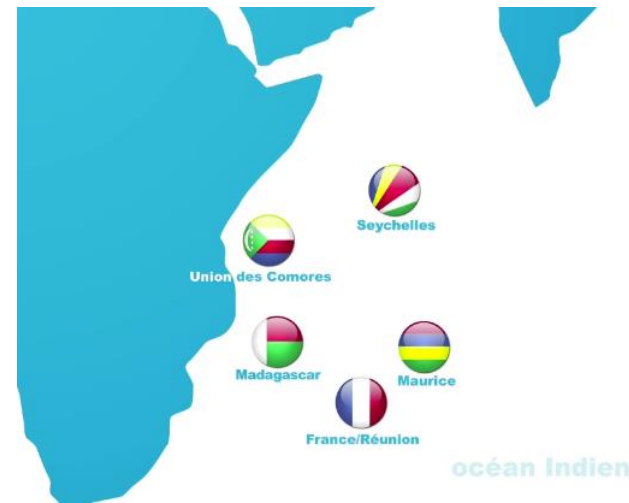 Seychelles
Union des Comores
Madagascar
Maurice
France/Réunion
océan Indien